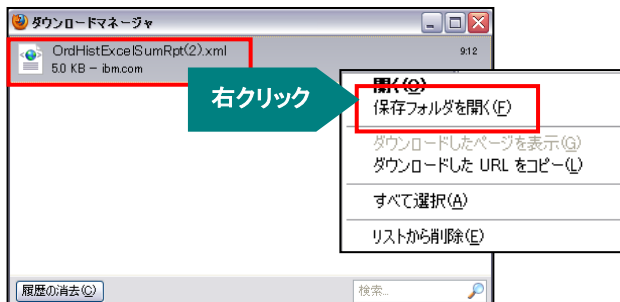 ダウンロードマネージャ
OrdHistExcelSumRpt(2).xml
9:12
5.0 KB — ibm.com
右クリック
開く(O)
保存フォルダを開く(F)
ダウンロードしたページを表示(G)
ダウンロードした URL をコピー(L)
すべて選択(A)
リストから削除(E)
履歴の消去(C)
検索...